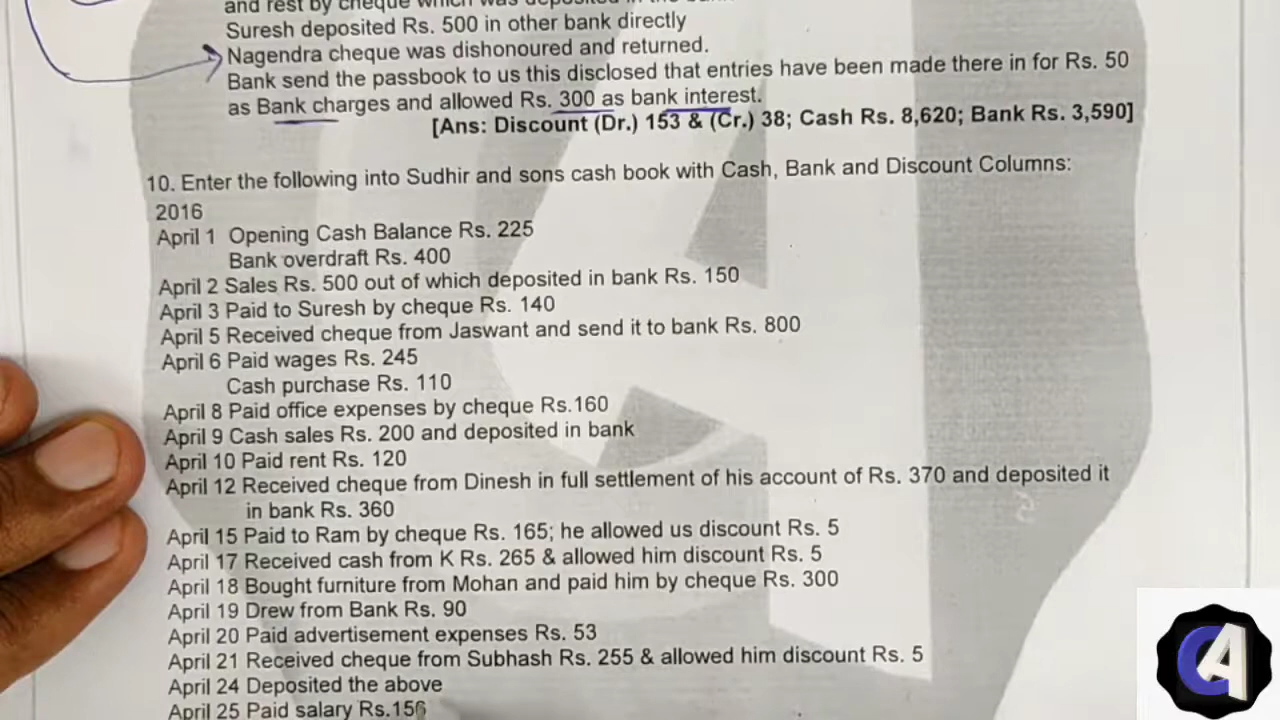 and rest by cheque which was deposited in the bank
Suresh deposited Rs. 500 in other bank directly
Nagendra cheque was dishonoured and returned.
Bank send the passbook to us this disclosed that entries have been made there in for Rs. 50
as Bank charges and allowed Rs. 300 as bank interest.
[Ans: Discount (Dr.) 153 & (Cr.) 38; Cash Rs. 8,620; Bank Rs. 3,590]
10. Enter the following into Sudhir and sons cash book with Cash, Bank and Discount Columns:
2016
April 1 Opening Cash Balance Rs. 225
Bank overdraft Rs. 400
April 2 Sales Rs. 500 out of which deposited in bank Rs. 150
April 3 Paid to Suresh by cheque Rs. 140
April 5 Received cheque from Jaswant and send it to bank Rs. 800
April 6 Paid wages Rs. 245
Cash purchase Rs. 110
April 8 Paid office expenses by cheque Rs.160
April 9 Cash sales Rs. 200 and deposited in bank
April 10 Paid rent Rs. 120
April 12 Received cheque from Dinesh in full settlement of his account of Rs. 370 and deposited it
in bank Rs. 360
April 15 Paid to Ram by cheque Rs. 165; he allowed us discount Rs. 5
April 17 Received cash from K Rs. 265 & allowed him discount Rs. 5
April 18 Bought furniture from Mohan and paid him by cheque Rs. 300
April 19 Drew from Bank Rs. 90
April 20 Paid advertisement expenses Rs. 53
April 21 Received cheque from Subhash Rs. 255 & allowed him discount Rs. 5
April 24 Deposited the above
April 25 Paid salary Rs.156
CA